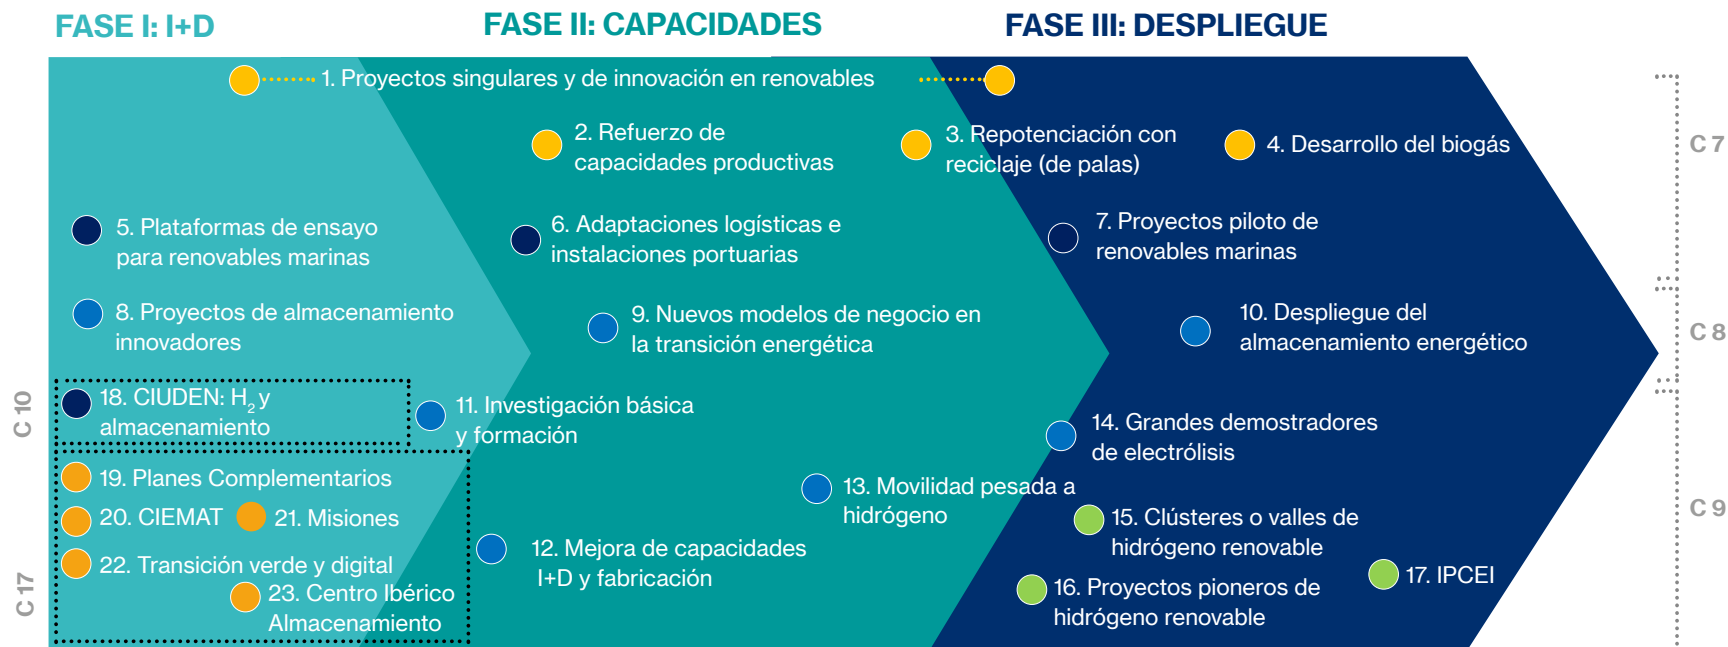 FASE I: I+D
FASE II: CAPACIDADES
FASE III: DESPLIEGUE
1. Proyectos singulares y de innovación en renovables
2. Refuerzo de
capacidades productivas
3. Repotenciación con
reciclaje (de palas)
4. Desarrollo del biogás
C 7
5. Plataformas de ensayo
para renovables marinas
6. Adaptaciones logísticas e
instalaciones portuarias
7. Proyectos piloto de
renovables marinas
8. Proyectos de almacenamiento
innovadores
9. Nuevos modelos de negocio en
la transición energética
10. Despliegue del
almacenamiento energético
C 8
C 10
18. CIUDEN: H₂ y
almacenamiento
11. Investigación básica
y formación
14. Grandes demostradores
de electrólisis
19. Planes Complementarios
13. Movilidad pesada a
hidrógeno
20. CIEMAT
21. Misiones
15. Clústeres o valles de
hidrógeno renovable
C 9
22. Transición verde y digital
12. Mejora de capacidades
I+D y fabricación
16. Proyectos pioneros de
hidrógeno renovable
17. IPCEI
C 17
23. Centro Ibérico
Almacenamiento